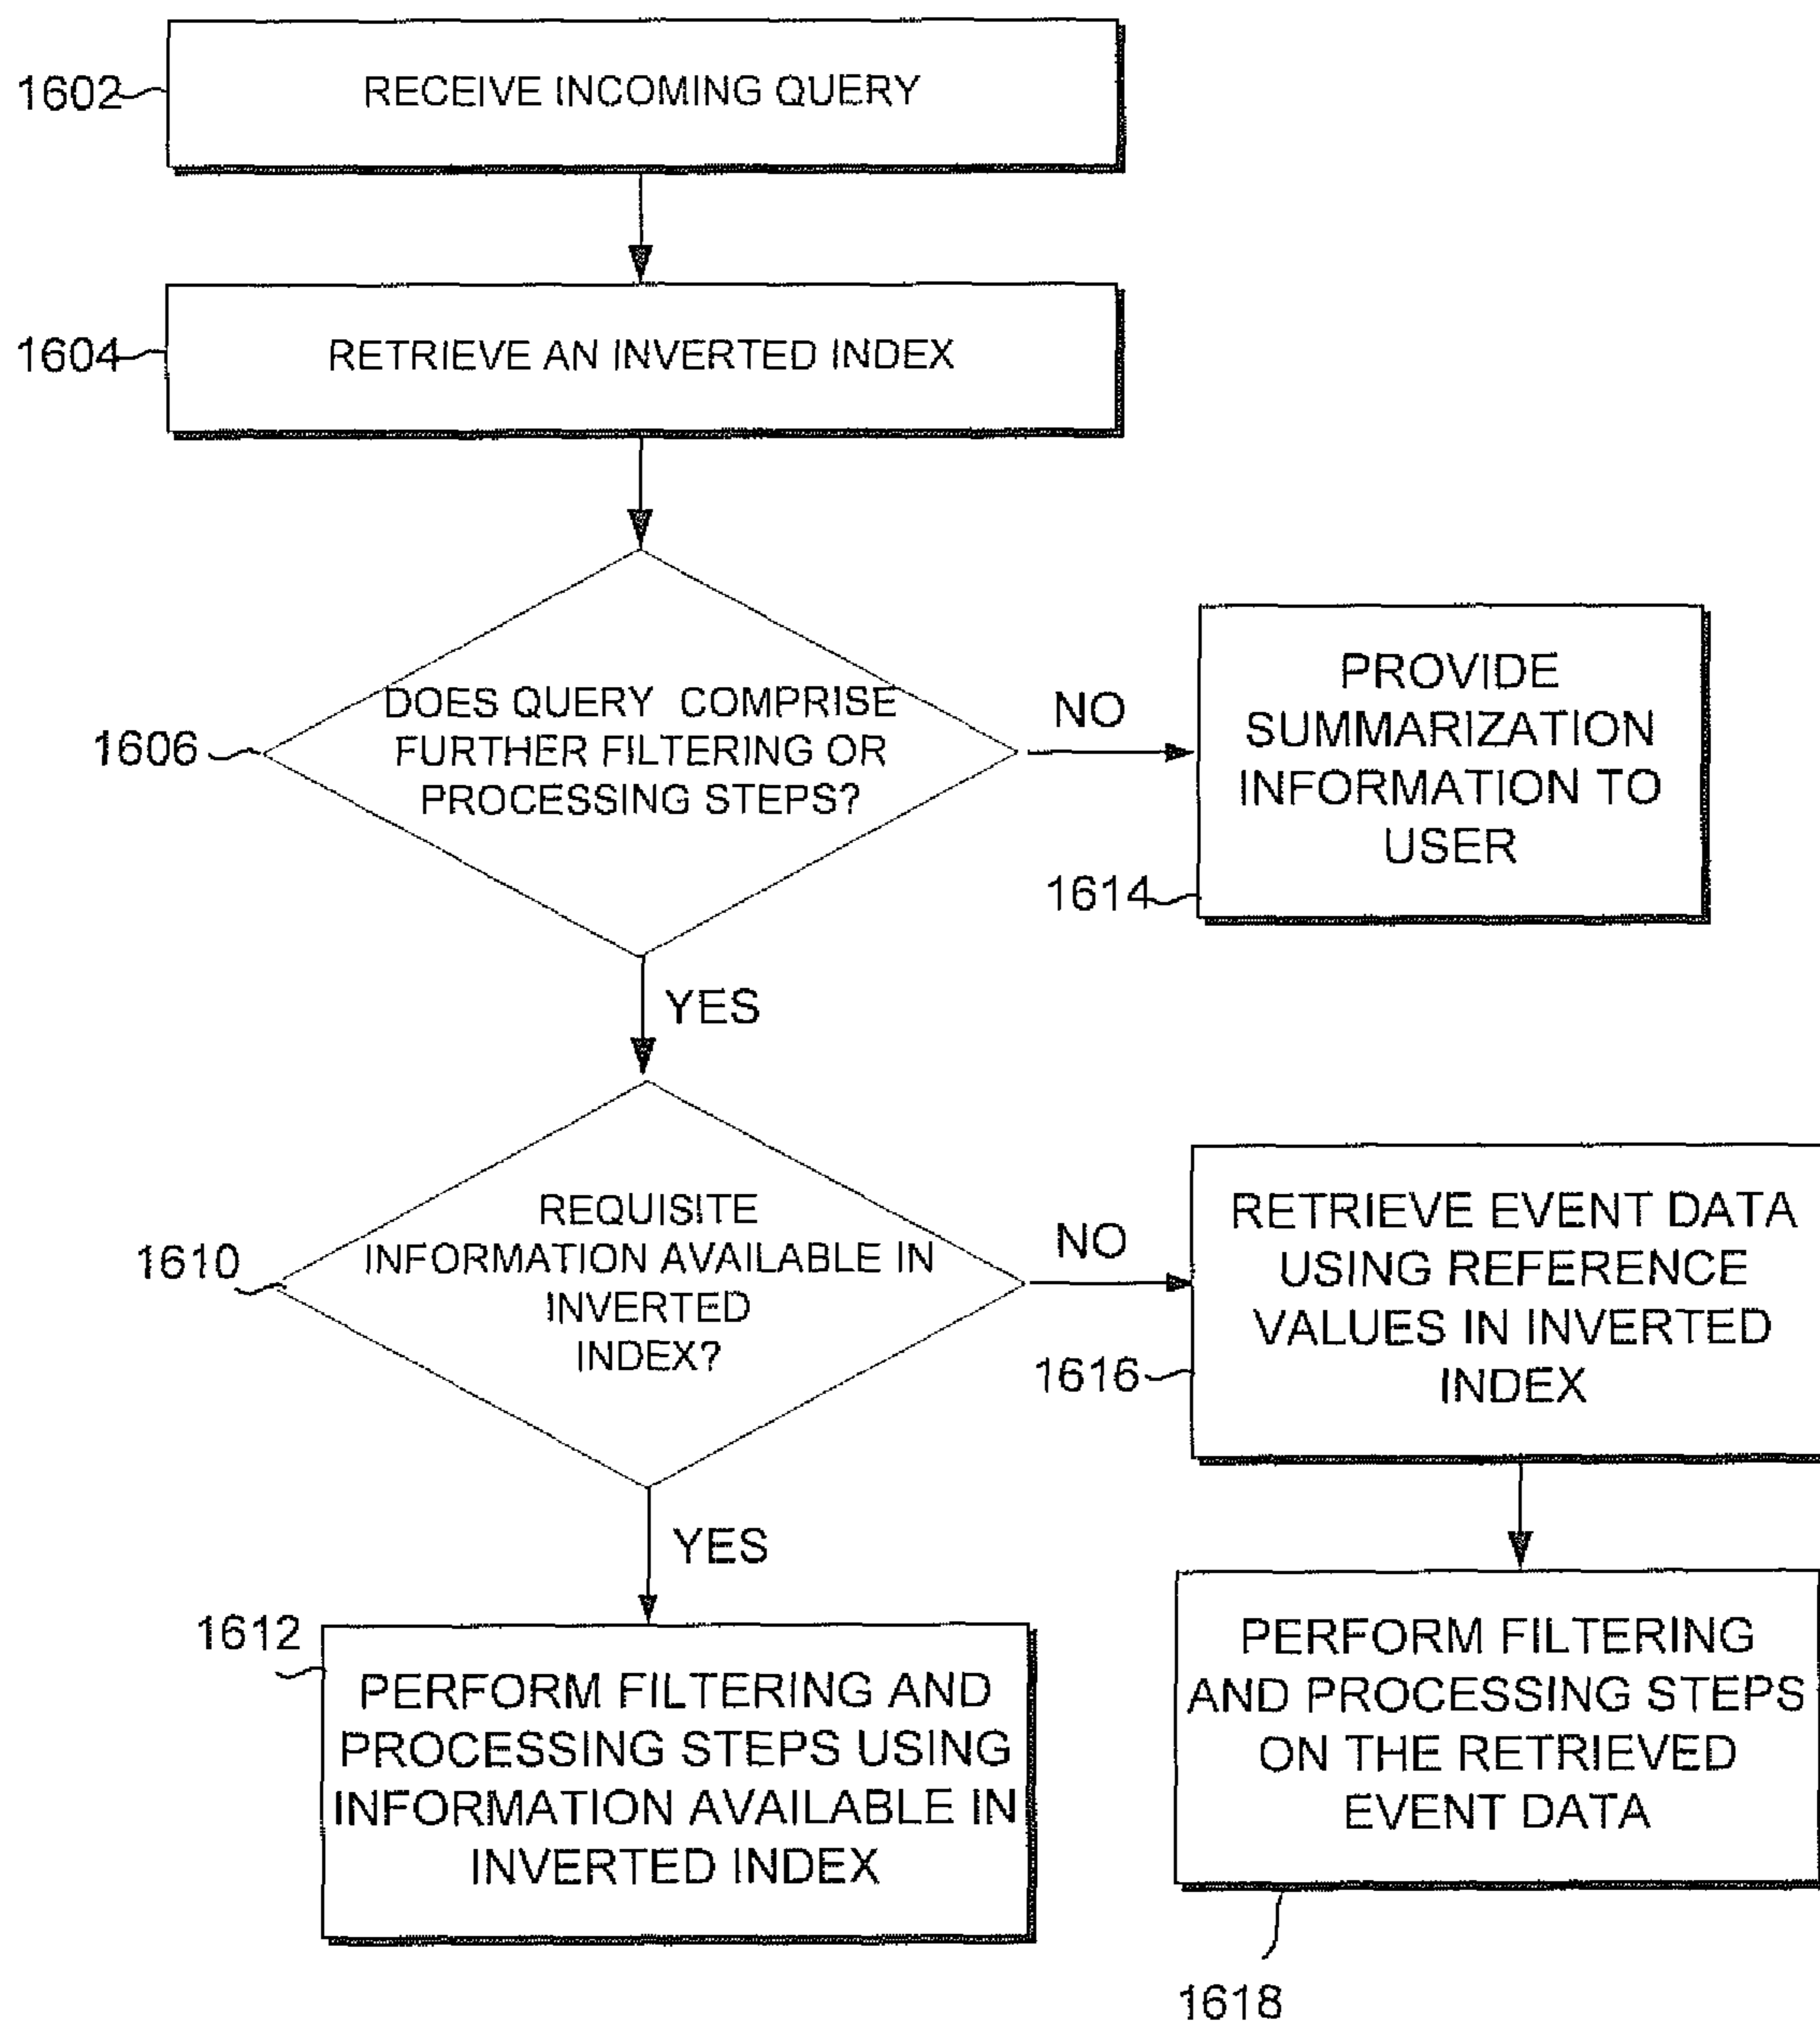 1602
RECEIVE INCOMING QUERY
1604
RETRIEVE AN INVERTED INDEX
1606
DOES QUERY COMPRISE
FURTHER FILTERING OR
PROCESSING STEPS?
NO
PROVIDE
SUMMARIZATION
INFORMATION TO
USER
1614
YES
1610
REQUISITE
INFORMATION AVAILABLE IN
INVERTED
INDEX?
NO
RETRIEVE EVENT DATA
USING REFERENCE
VALUES IN INVERTED
INDEX
1616
YES
1612
PERFORM FILTERING AND
PROCESSING STEPS USING
INFORMATION AVAILABLE IN
INVERTED INDEX
PERFORM FILTERING
AND PROCESSING STEPS
ON THE RETRIEVED
EVENT DATA
1618